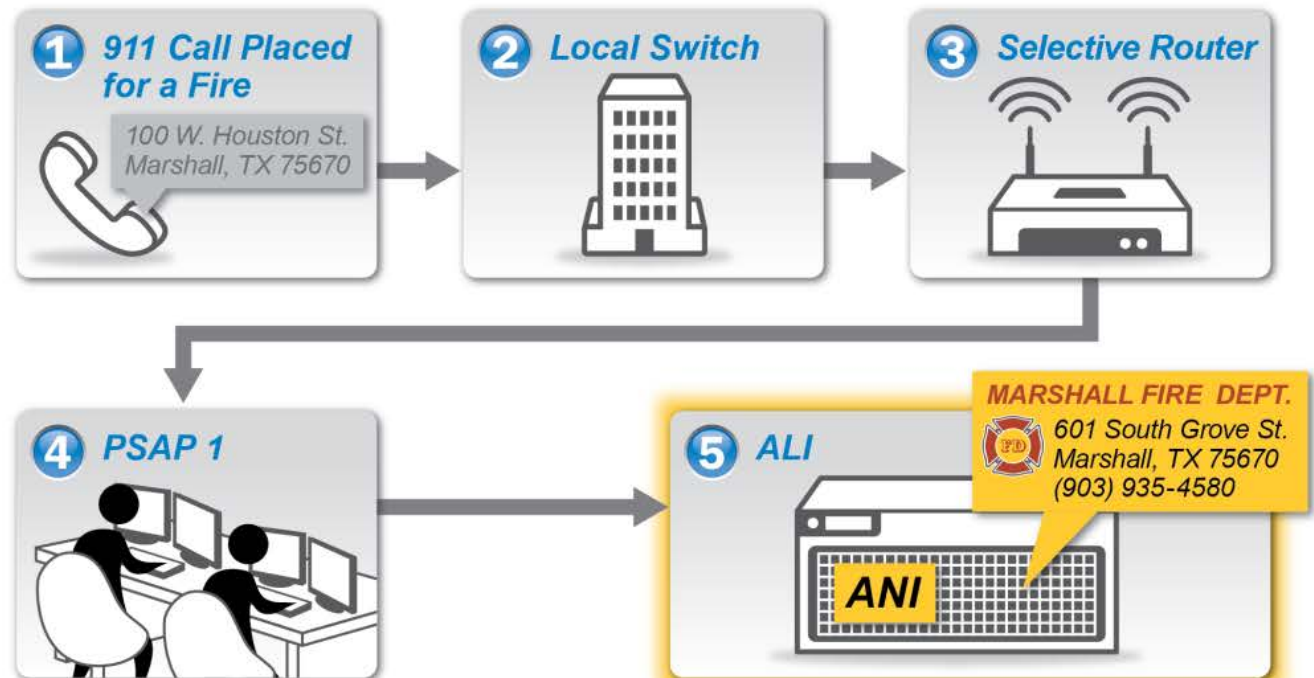 1 911 Call Placed
for a Fire
100 W. Houston St.
Marshall, TX 75670
2 Local Switch
3 Selective Router
4 PSAP 1
5 ALI
MARSHALL FIRE DEPT.
FD
601 South Grove St.
Marshall, TX 75670
(903) 935-4580
ANI